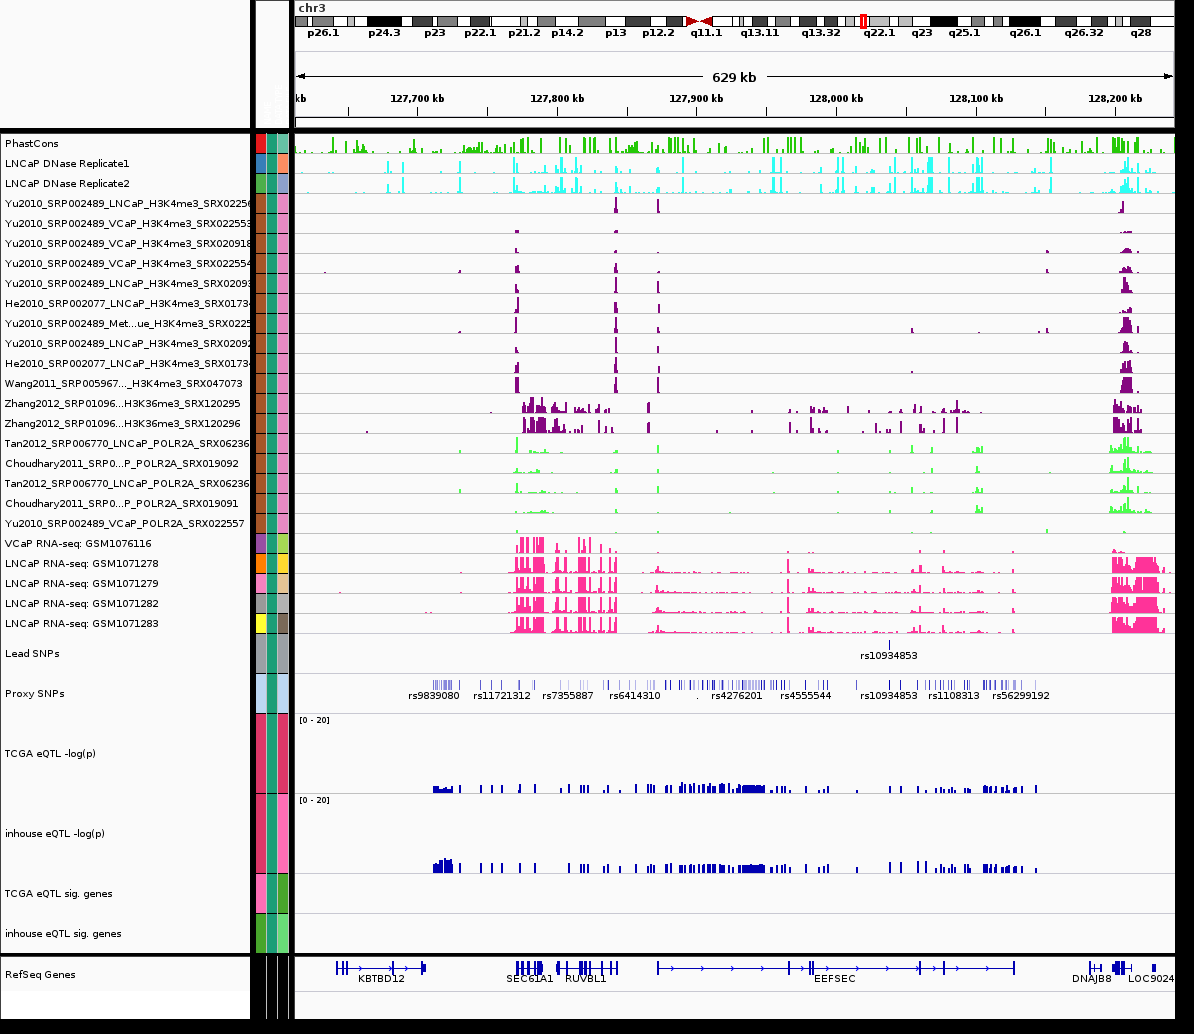 chr3
p26.1 p24.3 p23 p22.1 p21.2 p14.2 p13 p12.2 q11.1 q13.11 q13.32 q22.1 q23 q25.1 q26.1 q26.32 q28
629 kb
kb 127,700 kb 127,800 kb 127,900 kb 128,000 kb 128,100 kb 128,200 kb
PhastCons
LNCaP DNase Replicate1
LNCaP DNase Replicate2
Yu2010_SRP002489_LNCaP_H3K4me3_SRX02256
Yu2010_SRP002489_VCaP_H3K4me3_SRX022553
Yu2010_SRP002489_VCaP_H3K4me3_SRX020918
Yu2010_SRP002489_VCaP_H3K4me3_SRX022554
Yu2010_SRP002489_LNCaP_H3K4me3_SRX02093
He2010_SRP002077_LNCaP_H3K4me3_SRX0173
Yu2010_SRP002489_Met...ue_H3K4me3_SRX0225
Yu2010_SRP002489_LNCaP_H3K4me3_SRX02092
He2010_SRP002077_LNCaP_H3K4me3_SRX0173
Wang2011_SRP005967..._H3K4me3_SRX047073
Zhang2012_SRP01096...H3K36me3_SRX120295
Zhang2012_SRP01096...H3K36me3_SRX120296
Tan2012_SRP006770_LNCaP_POLR2A_SRX06236
Choudhary2011_SRP0...P_POLR2A_SRX019092
Tan2012_SRP006770_LNCaP_POLR2A_SRX06236
Choudhary2011_SRP0...P_POLR2A_SRX019091
Yu2010_SRP002489_VCaP_POLR2A_SRX022557
VCaP RNA-seq: GSM1076116
LNCaP RNA-seq: GSM1071278
LNCaP RNA-seq: GSM1071279
LNCaP RNA-seq: GSM1071282
LNCaP RNA-seq: GSM1071283
Lead SNPs
rs10934853
Proxy SNPs
rs9839080 rs11721312 rs7355887 rs6414310 . rs4276201 rs4555544 rs10934853 rs1108313 rs56299192
[0 - 20]
TCGA eQTL -log(p)
[0 - 20]
inhouse eQTL -log(p)
TCGA eQTL sig. genes
inhouse eQTL sig. genes
RefSeq Genes
KBTBD12 SEC61A1 RUVBL1 EEFSEC DNAJB8 LOC9024